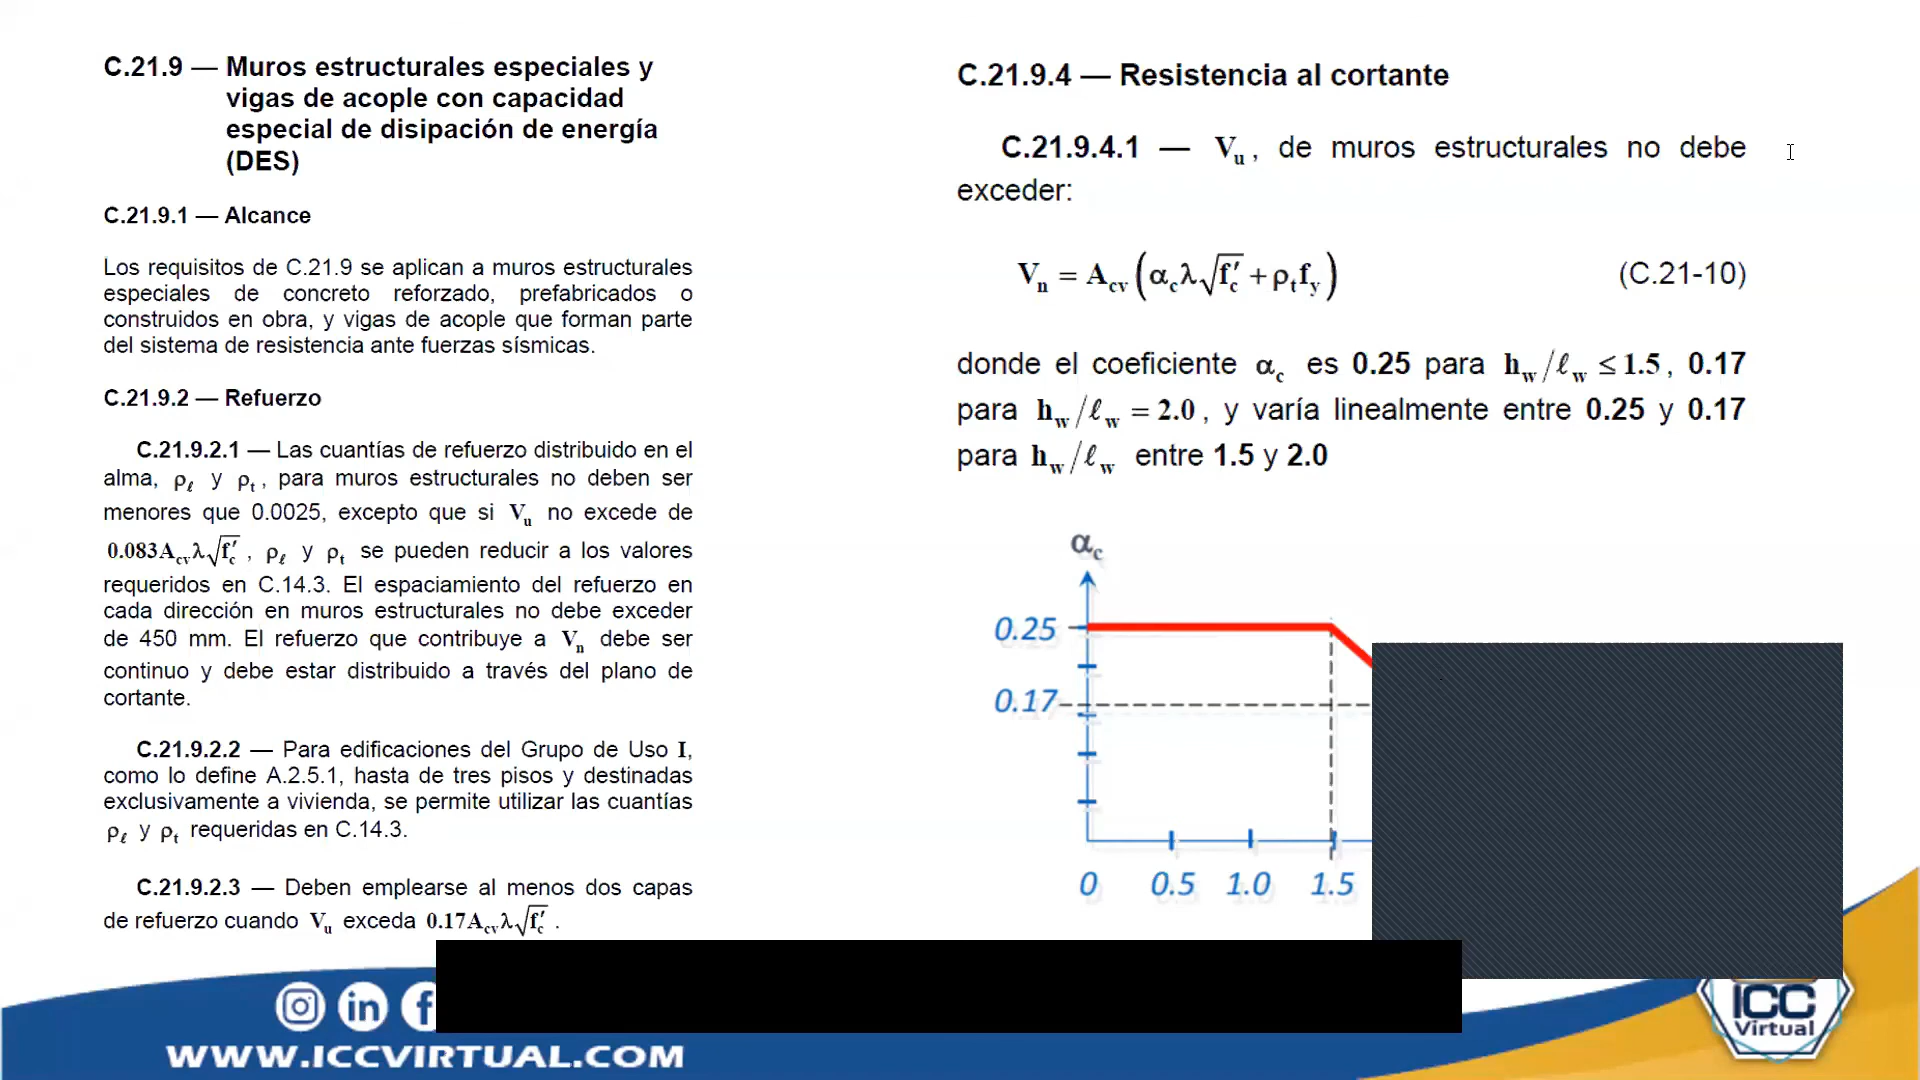 C.21.9 — Muros estructurales especiales y
vigas de acople con capacidad
especial de disipación de energía
(DES)
C.21.9.1 — Alcance
Los requisitos de C.21.9 se aplican a muros estructurales
especiales de concreto reforzado, prefabricados o
construidos en obra, y vigas de acople que forman parte
del sistema de resistencia ante fuerzas sísmicas.
C.21.9.2 — Refuerzo
C.21.9.2.1 — Las cuantías de refuerzo distribuido en el
alma, ρℓ y ρt, para muros estructurales no deben ser
menores que 0.0025, excepto que si Vu no excede de
0.083Acvλ√f′c, ρℓ y ρt se pueden reducir a los valores
requeridos en C.14.3. El espaciamiento del refuerzo en
cada dirección en muros estructurales no debe exceder
de 450 mm. El refuerzo que contribuye a Vn debe ser
continuo y debe estar distribuido a través del plano de
cortante.
C.21.9.2.2 — Para edificaciones del Grupo de Uso I,
como lo define A.2.5.1, hasta de tres pisos y destinadas
exclusivamente a vivienda, se permite utilizar las cuantías
ρℓ y ρt requeridas en C.14.3.
C.21.9.2.3 — Deben emplearse al menos dos capas
de refuerzo cuando Vu exceda 0.17Acvλ√f′c.
C.21.9.4 — Resistencia al cortante
C.21.9.4.1 — Vu, de muros estructurales no debe
exceder:
Vn = Acv(αcλ√f′c + ρtfy) (C.21-10)
donde el coeficiente αc es 0.25 para hw/ℓw ≤ 1.5, 0.17
para hw/ℓw = 2.0, y varía linealmente entre 0.25 y 0.17
para hw/ℓw entre 1.5 y 2.0
αc
0.25
0.17
0 0.5 1.0 1.5
in f
WWW.ICCVIRTUAL.COM
ICC
Virtual